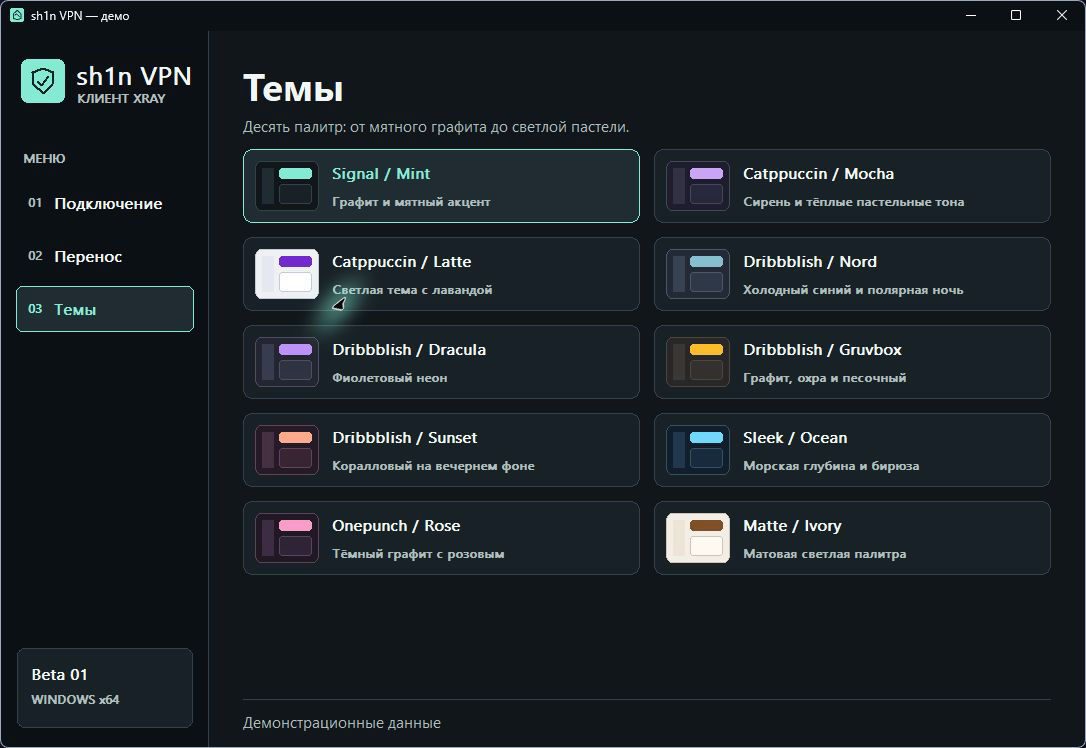 sh1n VPN — демо
sh1n VPN
КЛИЕНТ XRAY
МЕНЮ
01 Подключение
02 Перенос
03 Темы
Beta 01
WINDOWS x64
Темы
Десять палитр: от мятного графита до светлой пастели.
Signal / Mint
Графит и мятный акцент
Catppuccin / Mocha
Сирень и тёплые пастельные тона
Catppuccin / Latte
Светлая тема с лавандой
Dribbblish / Nord
Холодный синий и полярная ночь
Dribbblish / Dracula
Фиолетовый неон
Dribbblish / Gruvbox
Графит, охра и песочный
Dribbblish / Sunset
Коралловый на вечернем фоне
Sleek / Ocean
Морская глубина и бирюза
Onepunch / Rose
Тёмный графит с розовым
Matte / Ivory
Матовая светлая палитра
Демонстрационные данные